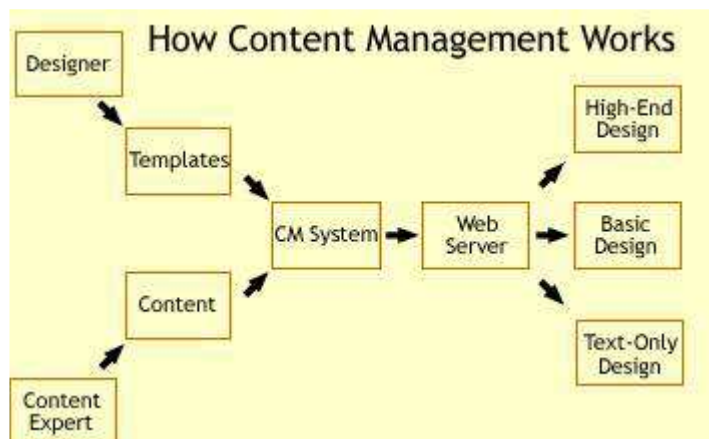 How Content Management Works
Designer
Templates
Content
Content
Expert
CM System
Web
Server
High-End
Design
Basic
Design
Text-Only
Design